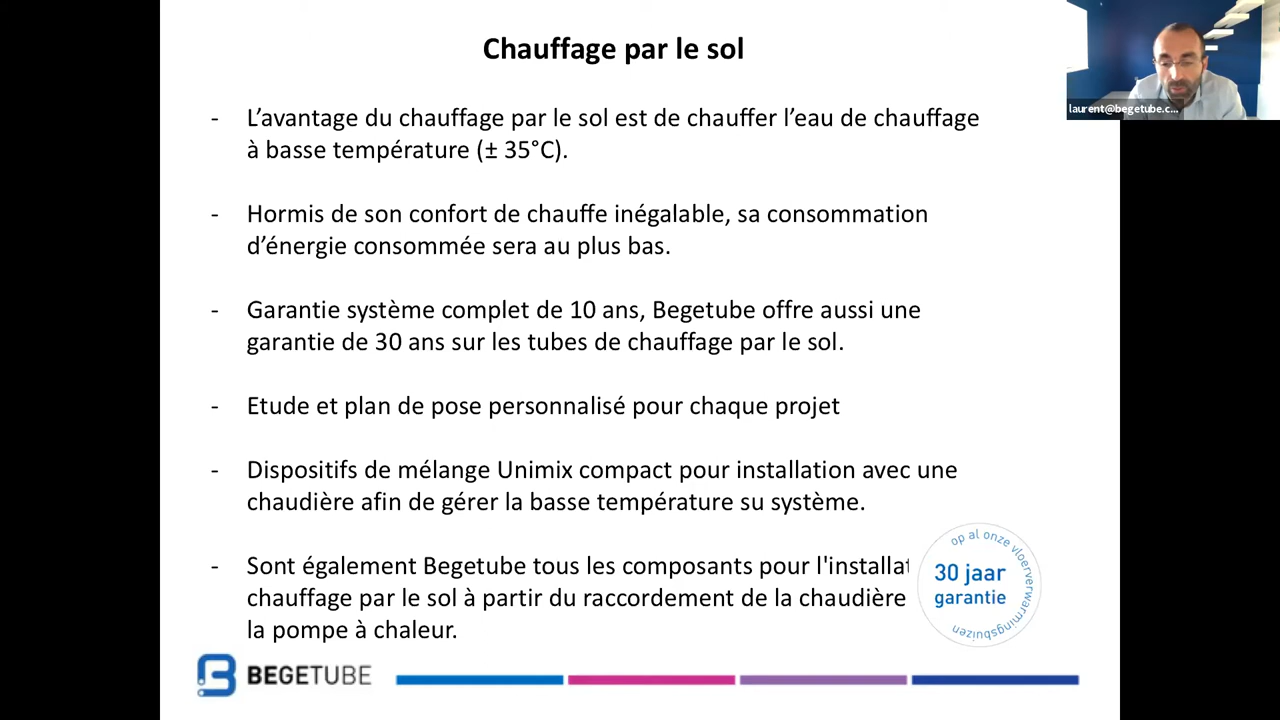 Chauffage par le sol
laurent@begetube.c...
- L’avantage du chauffage par le sol est de chauffer l’eau de chauffage
à basse température (± 35°C).
- Hormis de son confort de chauffe inégalable, sa consommation
d’énergie consommée sera au plus bas.
- Garantie système complet de 10 ans, Begetube offre aussi une
garantie de 30 ans sur les tubes de chauffage par le sol.
- Etude et plan de pose personnalisé pour chaque projet
- Dispositifs de mélange Unimix compact pour installation avec une
chaudière afin de gérer la basse température su système.
- Sont également Begetube tous les composants pour l'installat
chauffage par le sol à partir du raccordement de la chaudière
la pompe à chaleur.
op al onze vloerverwarmingsbuizen
30 jaar
garantie
BEGETUBE